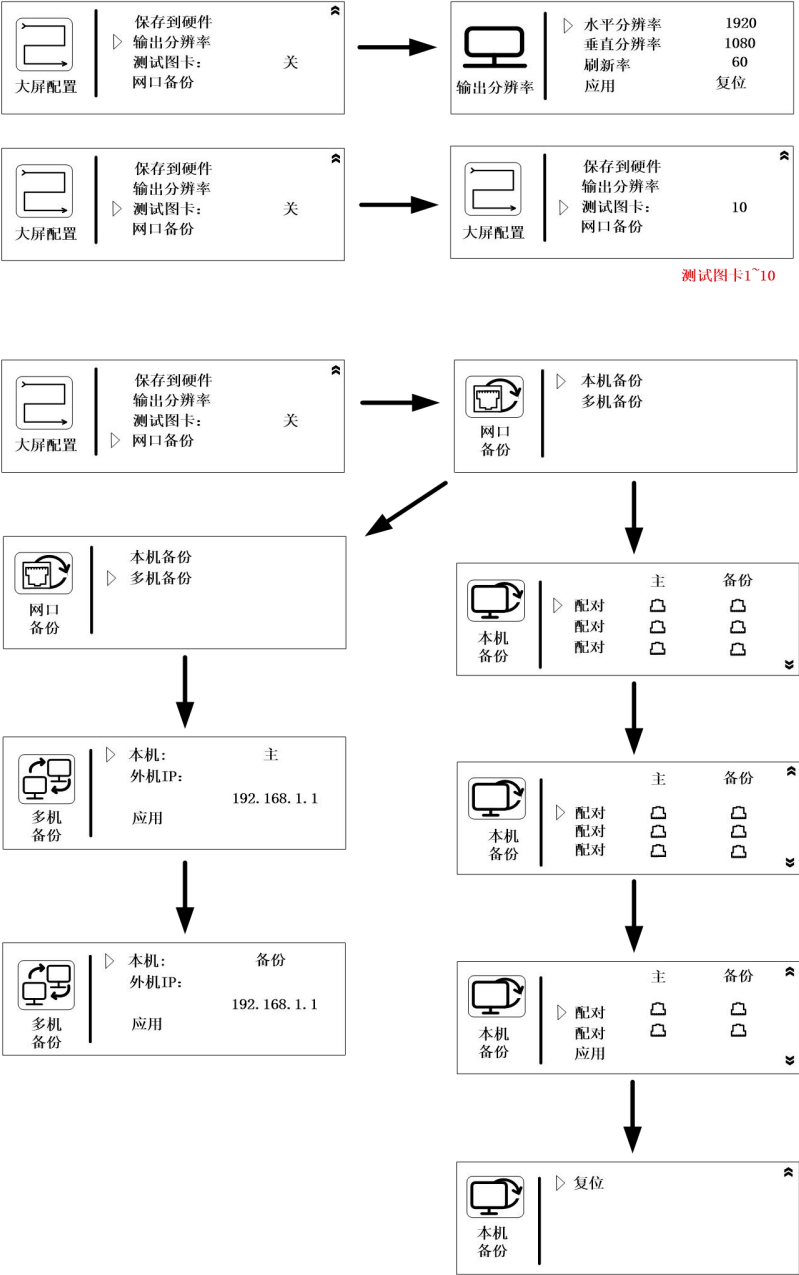 保存到硬件
输出分辨率
测试图卡： 关
网口备份
大屏配置
水平分辨率 1920
垂直分辨率 1080
刷新率 60
应用 复位
输出分辨率
保存到硬件
输出分辨率
测试图卡： 关
网口备份
大屏配置
保存到硬件
输出分辨率
测试图卡： 10
网口备份
大屏配置
测试图卡1~10
保存到硬件
输出分辨率
测试图卡： 关
网口备份
大屏配置
本机备份
多机备份
网口
备份
本机备份
多机备份
网口
备份
主 备份
配对
配对
配对
本机
备份
本机： 主
外机IP：
192.168.1.1
应用
多机
备份
主 备份
配对
配对
配对
本机
备份
本机： 备份
外机IP：
192.168.1.1
应用
多机
备份
主 备份
配对
配对
应用
本机
备份
复位
本机
备份